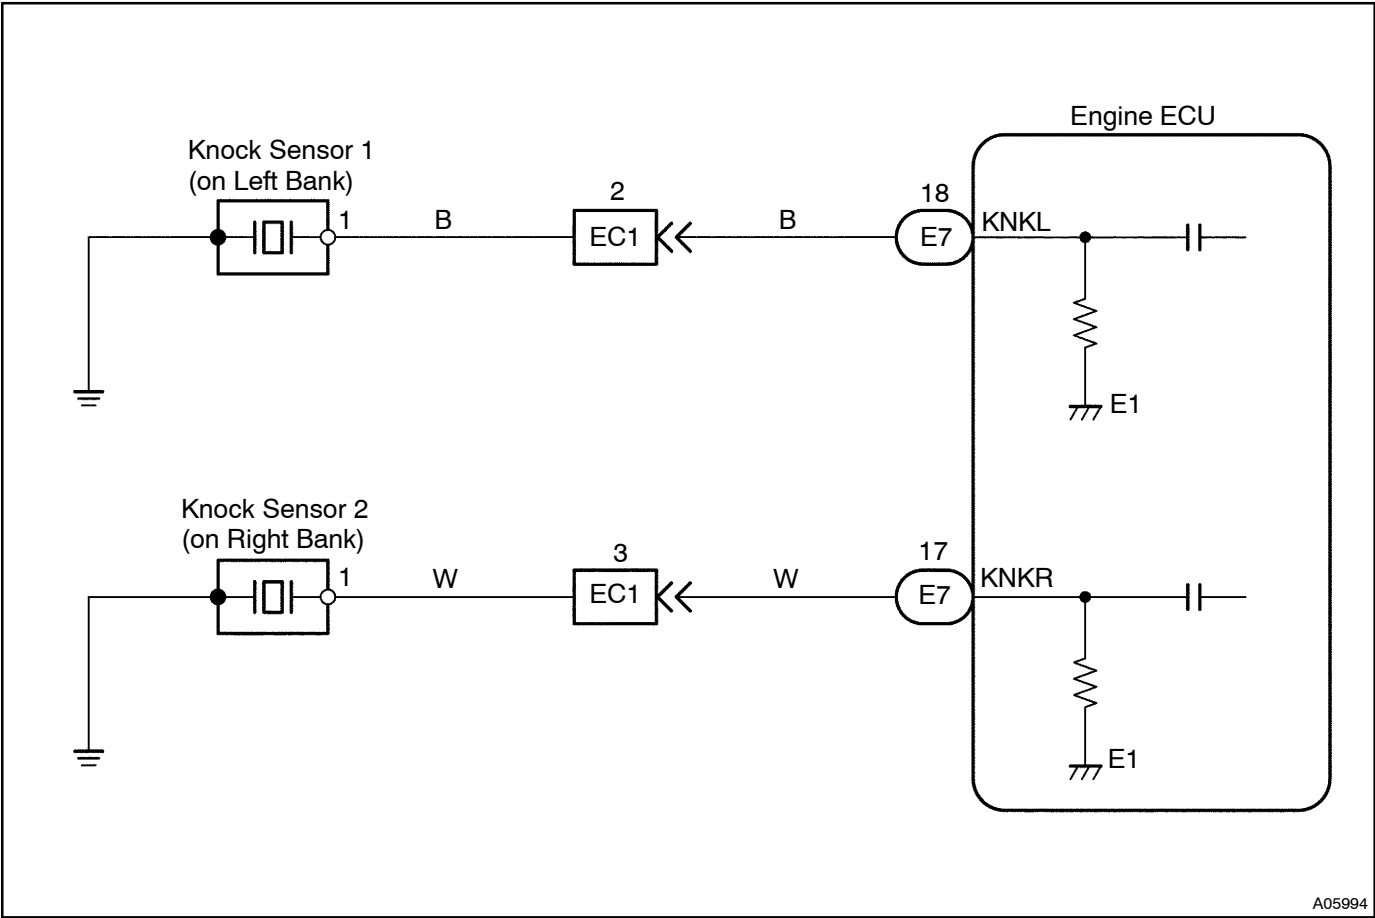 Engine ECU
Knock Sensor 1
(on Left Bank)
1
B
2
EC1
B
18
E7
KNKL
E1
Knock Sensor 2
(on Right Bank)
1
W
3
EC1
W
17
E7
KNKR
E1
A05994